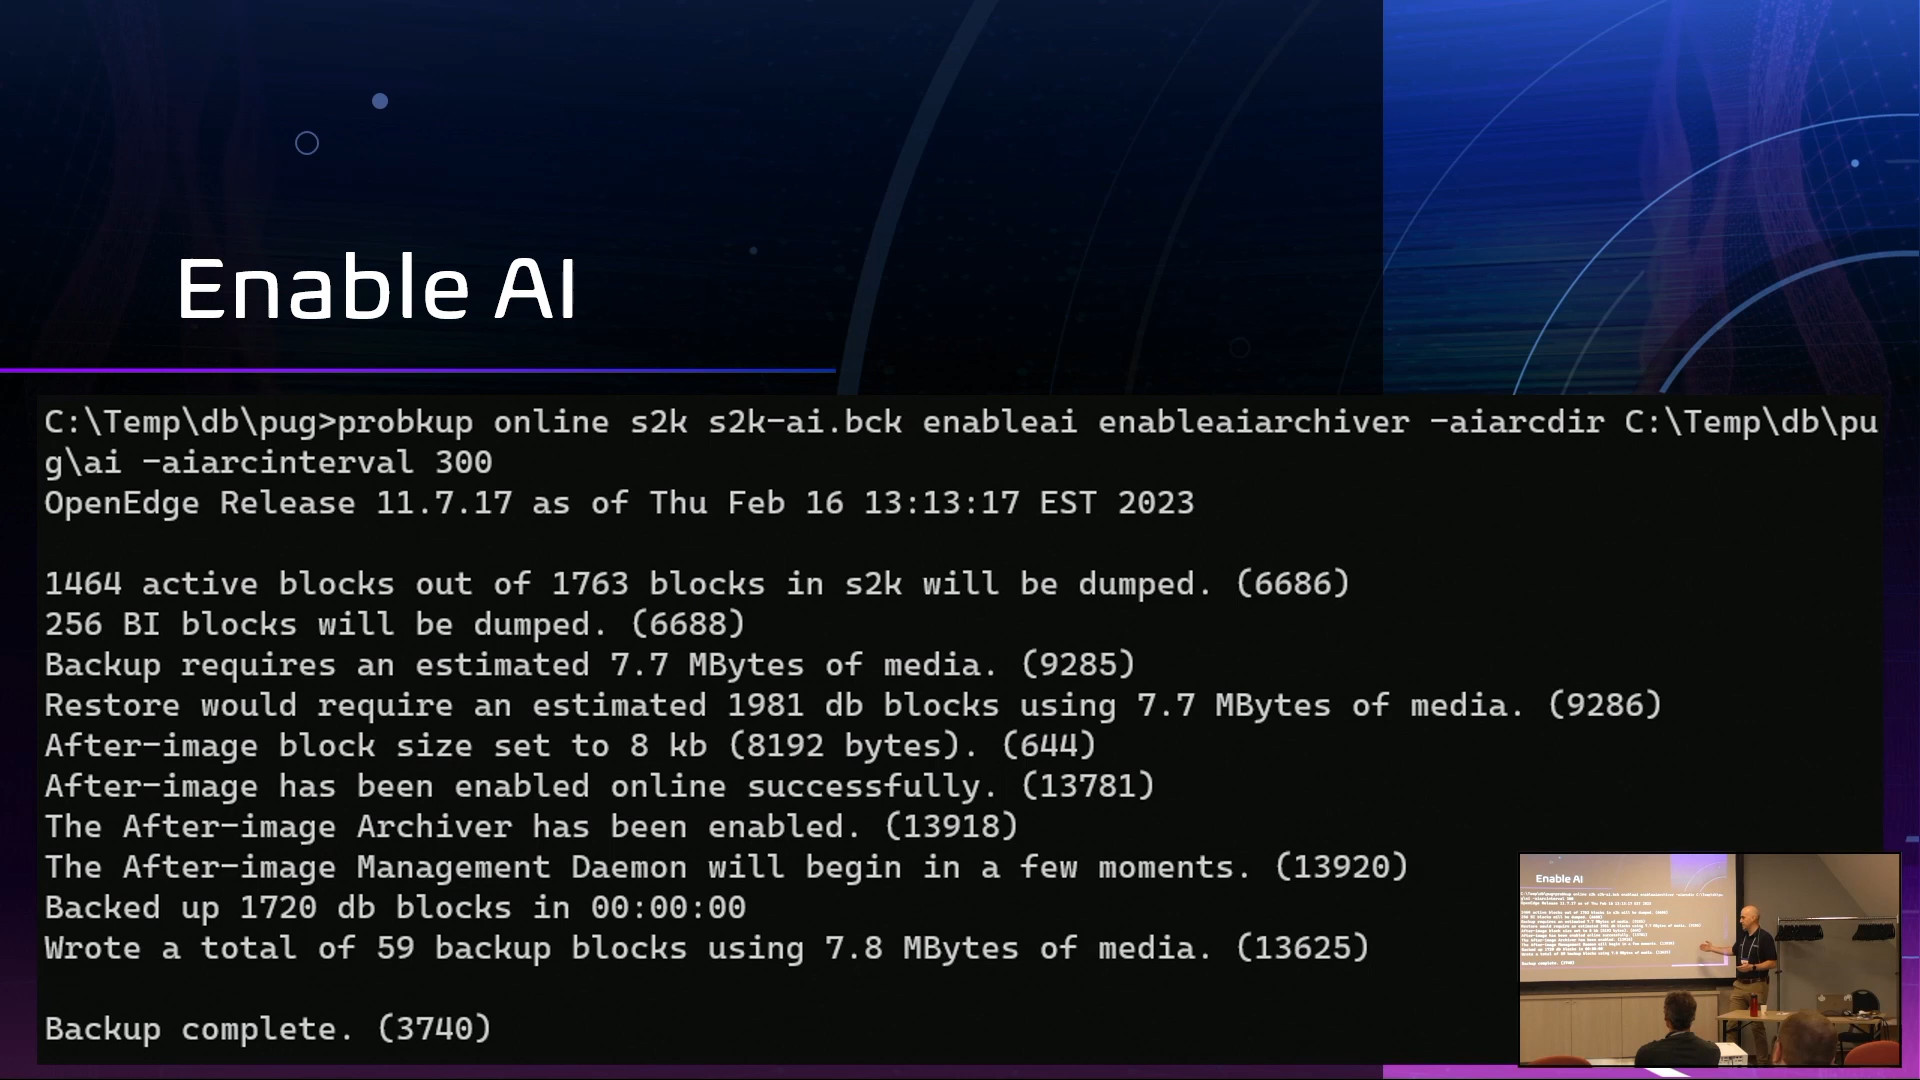 Enable AI
C:\Temp\db\pug>probkup online s2k s2k-ai.bck enableai enableaiarchiver -aiarcdir C:\Temp\db\pu
g\ai -aiarcinterval 300
OpenEdge Release 11.7.17 as of Thu Feb 16 13:13:17 EST 2023
1464 active blocks out of 1763 blocks in s2k will be dumped. (6686)
256 BI blocks will be dumped. (6688)
Backup requires an estimated 7.7 MBytes of media. (9285)
Restore would require an estimated 1981 db blocks using 7.7 MBytes of media. (9286)
After-image block size set to 8 kb (8192 bytes). (644)
After-image has been enabled online successfully. (13781)
The After-image Archiver has been enabled. (13918)
The After-image Management Daemon will begin in a few moments. (13920)
Backed up 1720 db blocks in 00:00:00
Wrote a total of 59 backup blocks using 7.8 MBytes of media. (13625)
Backup complete. (3740)
Enable AI